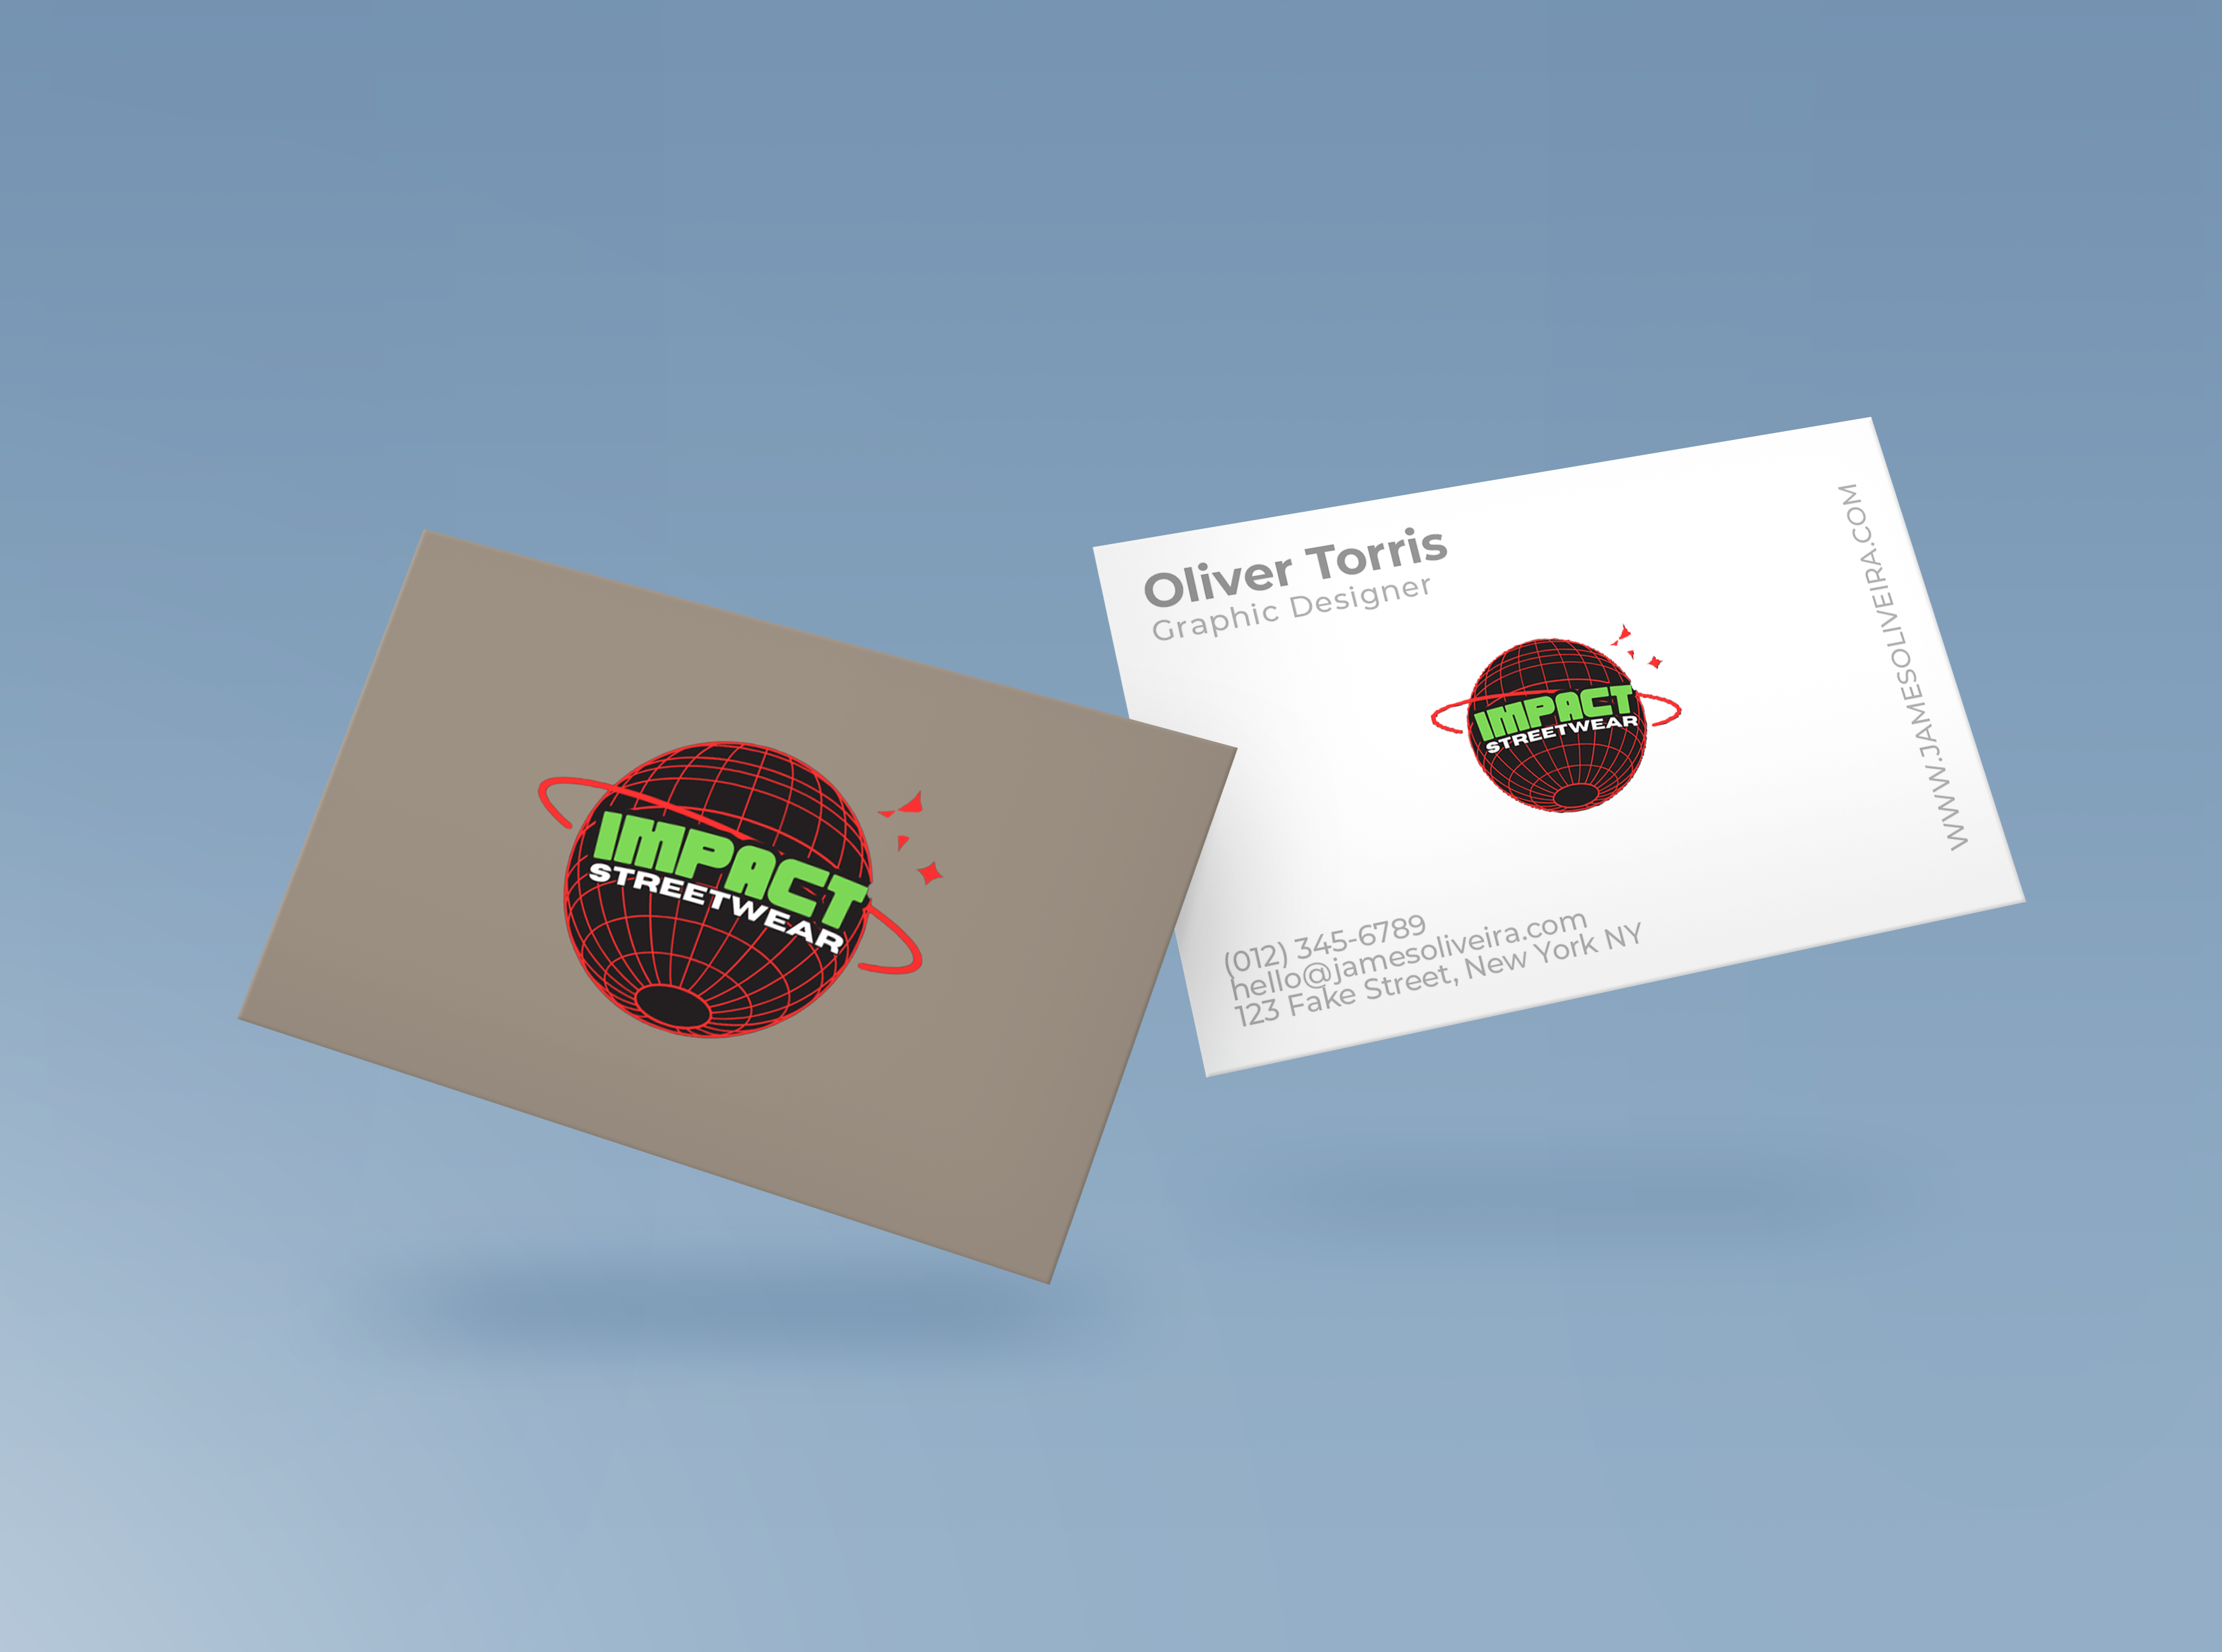 IMPACT
STREETWEAR
Oliver Torris
Graphic Designer
IMPACT
STREETWEAR
WWW.JAMESOLIVEIRA.COM
(012) 345-6789
hello@jamesoliveira.com
123 Fake Street, New York NY